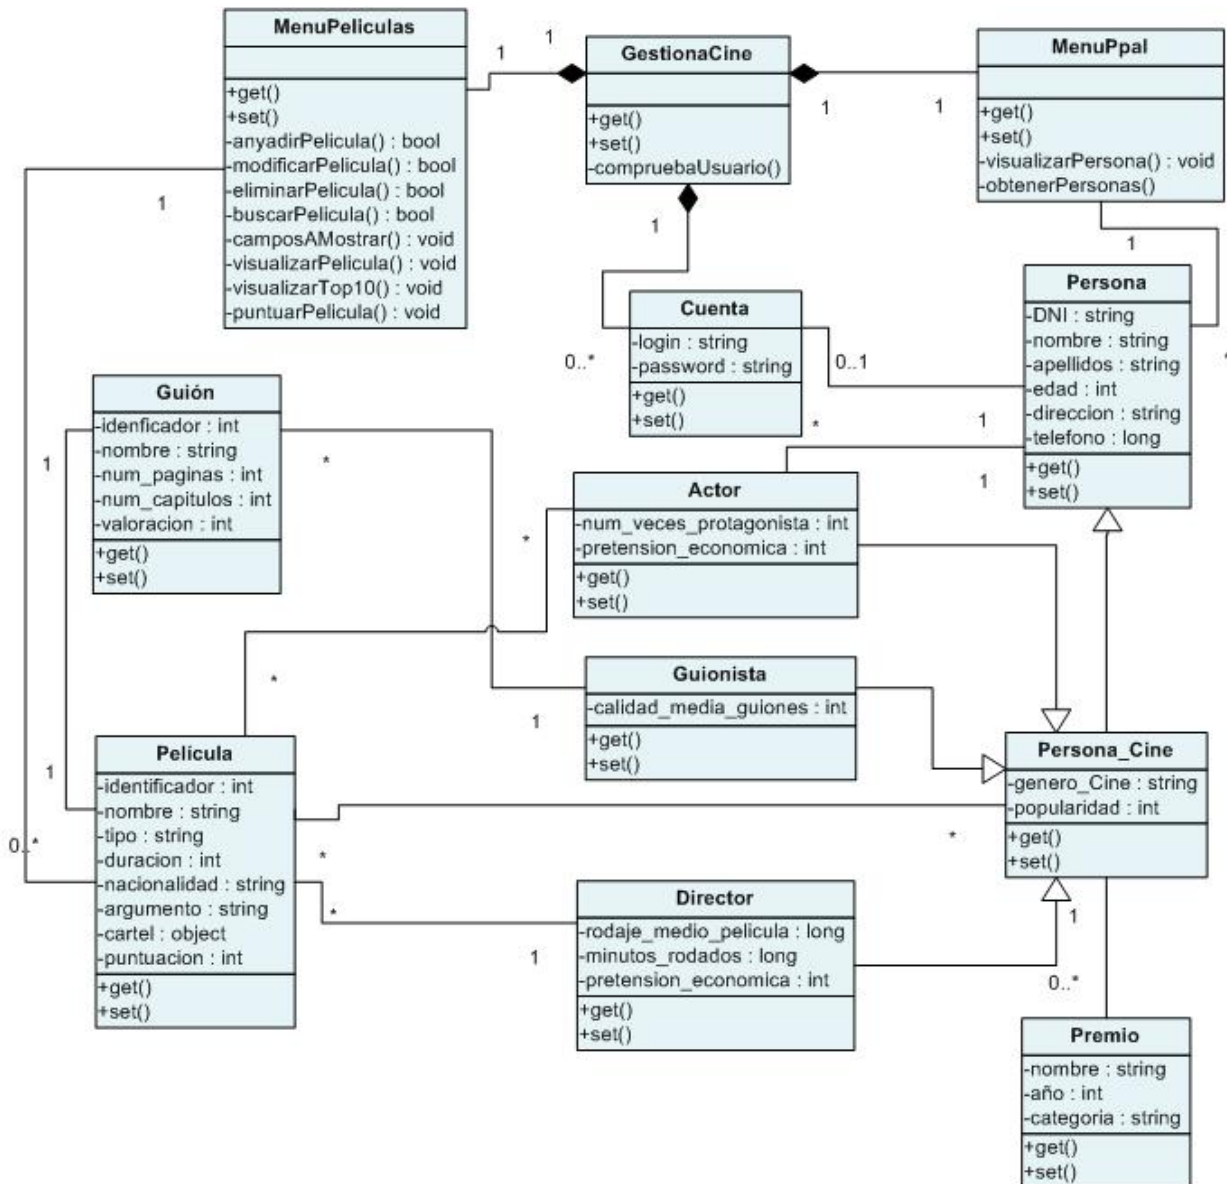 MenuPeliculas
+get()
+set()
-anyadirPelicula() : bool
-modificarPelicula() : bool
-eliminarPelicula() : bool
-buscarPelicula() : bool
-camposAMostrar() : void
-visualizarPelicula() : void
-visualizarTop10() : void
-puntuarPelicula() : void
1
1
GestionaCine
+get()
+set()
-compruebaUsuario()
1
1
MenuPpal
+get()
+set()
-visualizarPersona() : void
-obtenerPersonas()
1
1
1
Cuenta
-login : string
-password : string
+get()
+set()
0..*
0..1
Persona
-DNI : string
-nombre : string
-apellidos : string
-edad : int
-direccion : string
-telefono : long
+get()
+set()
*
1
*
1
Guión
-idenficador : int
-nombre : string
-num_paginas : int
-num_capitulos : int
-valoracion : int
+get()
+set()
1
*
Actor
-num_veces_protagonista : int
-pretension_economica : int
+get()
+set()
*
*
Guionista
-calidad_media_guiones : int
+get()
+set()
1
Película
-identificador : int
-nombre : string
-tipo : string
-duracion : int
-nacionalidad : string
-argumento : string
-cartel : object
-puntuacion : int
+get()
+set()
1
0..*
*
*
Persona_Cine
-genero_Cine : string
-popularidad : int
+get()
+set()
*
1
0..*
Director
-rodaje_medio_pelicula : long
-minutos_rodados : long
-pretension_economica : int
+get()
+set()
1
Premio
-nombre : string
-año : int
-categoria : string
+get()
+set()